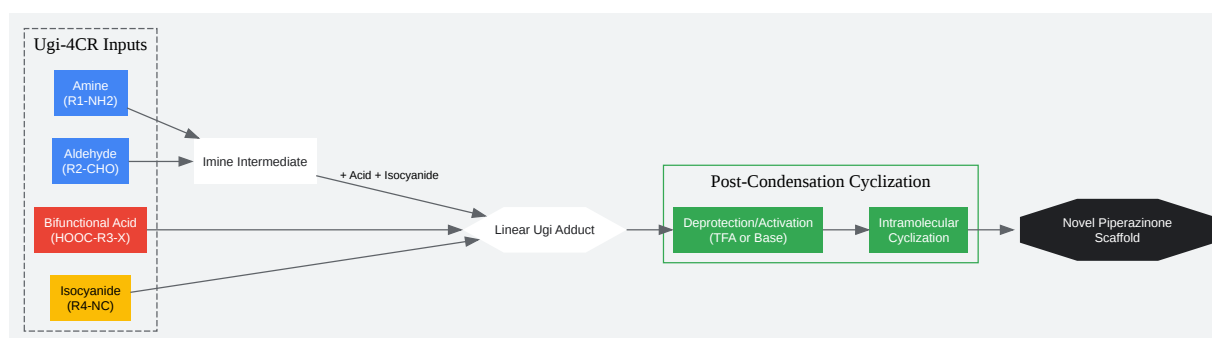 Ugi-4CR Inputs
Amine
(R1-NH2)
Aldehyde
(R2-CHO)
Bifunctional Acid
(HOOC-R3-X)
Isocyanide
(R4-NC)
Imine Intermediate
+ Acid + Isocyanide
Linear Ugi Adduct
Post-Condensation Cyclization
Deprotection/Activation
(TFA or Base)
Intramolecular
Cyclization
Novel Piperazinone
Scaffold